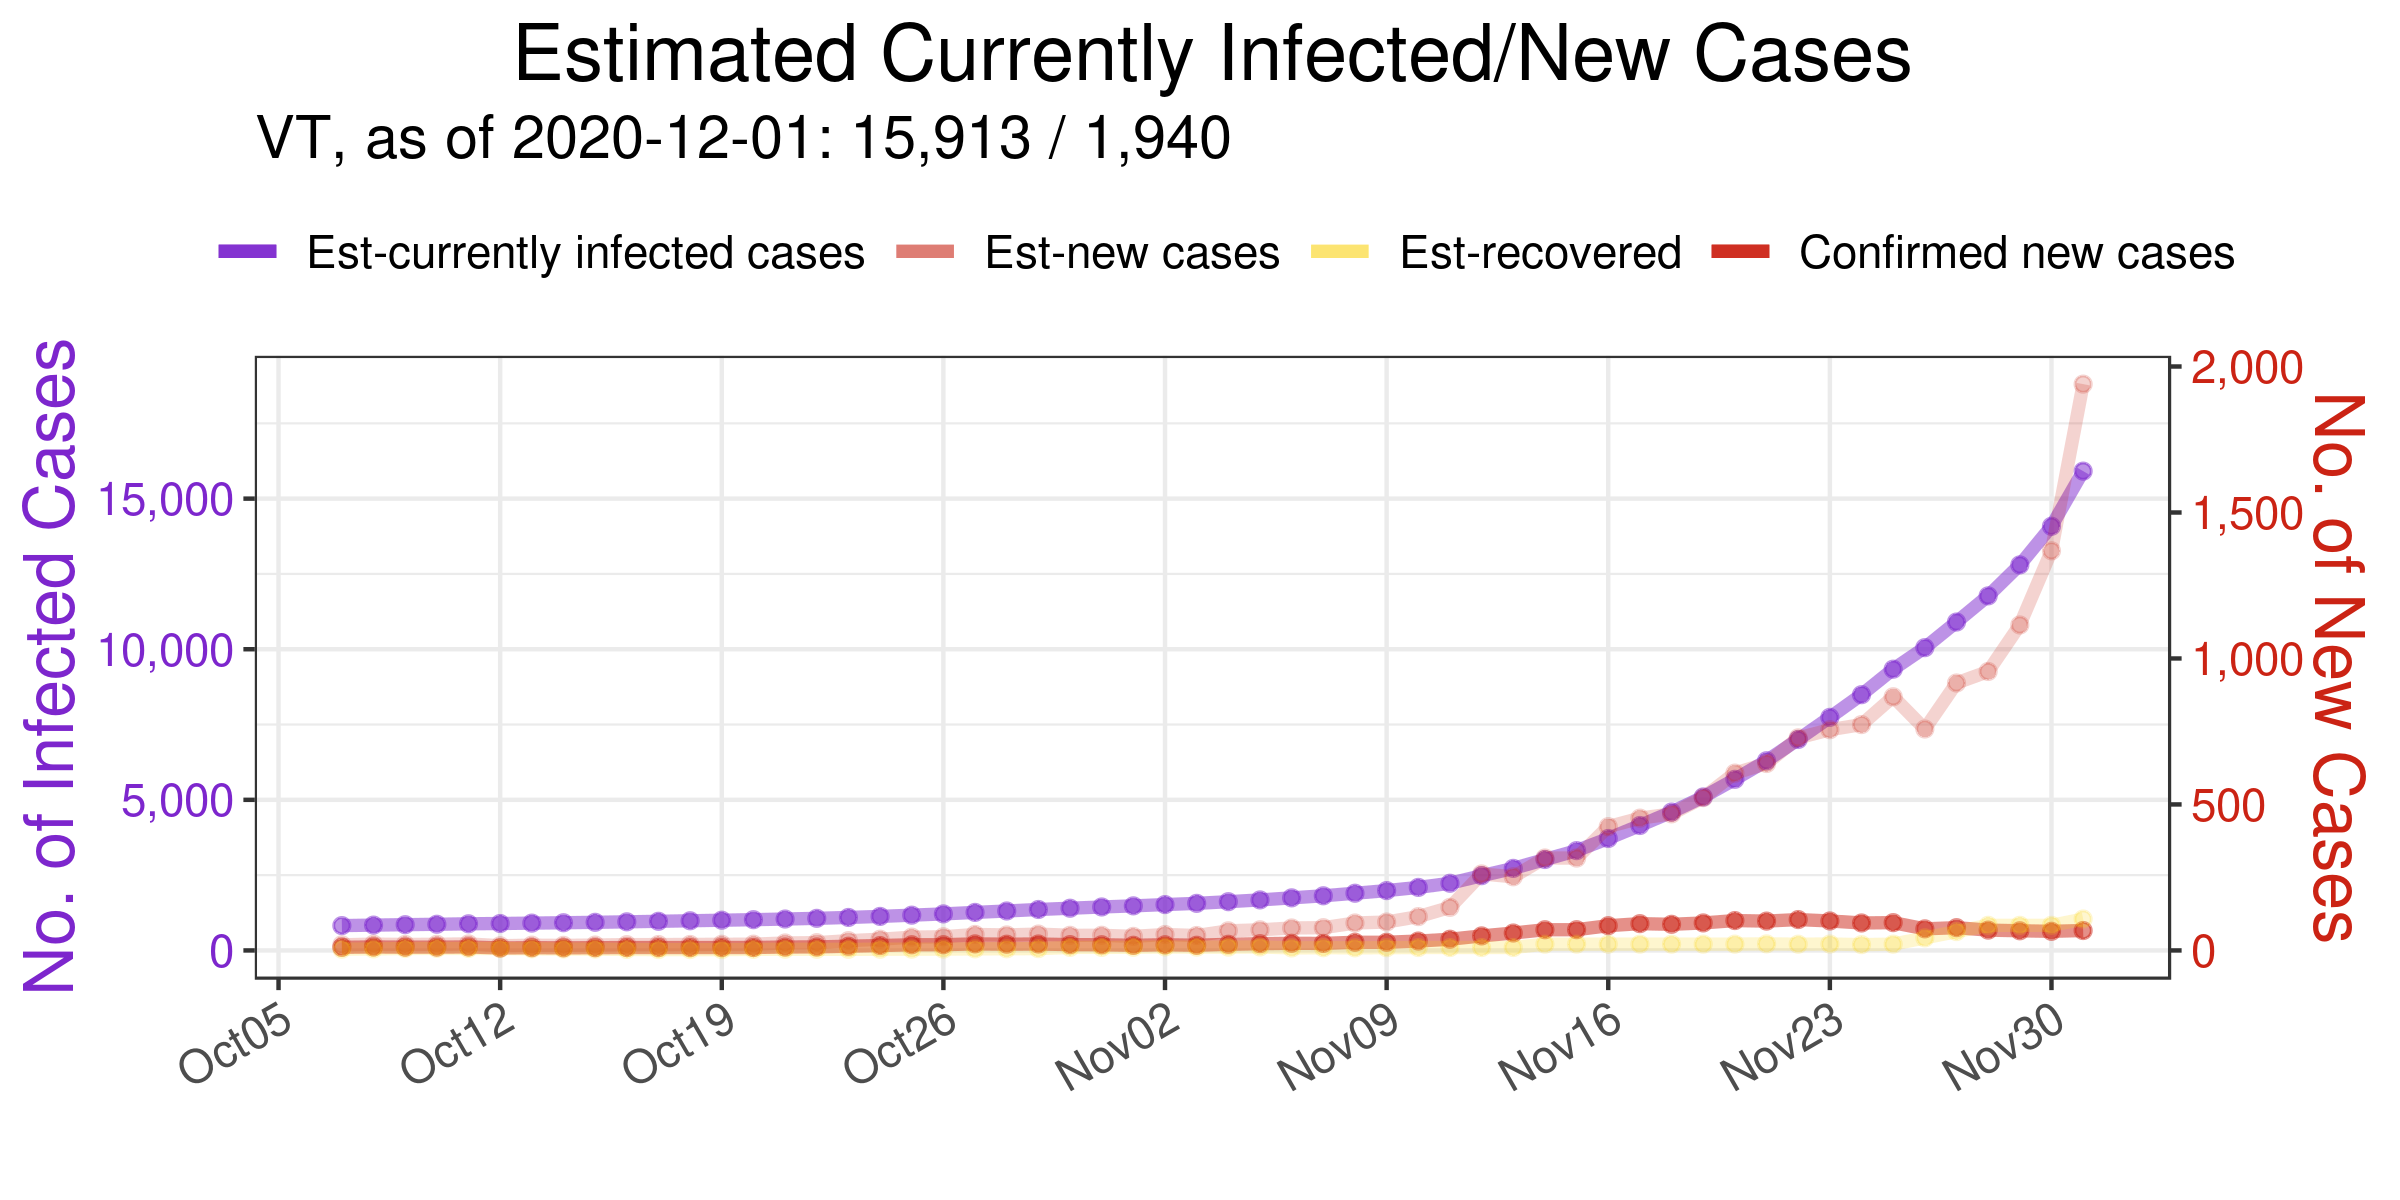 Estimated Currently Infected/New Cases
VT, as of 2020-12-01: 15,913 / 1,940
Est-currently infected cases Est-new cases Est-recovered Confirmed new cases
No. of Infected Cases
15,000
10,000
5,000
0
2,000
1,500
1,000
500
0
No. of New Cases
Oct05 Oct12 Oct19 Oct26 Nov02 Nov09 Nov16 Nov23 Nov30